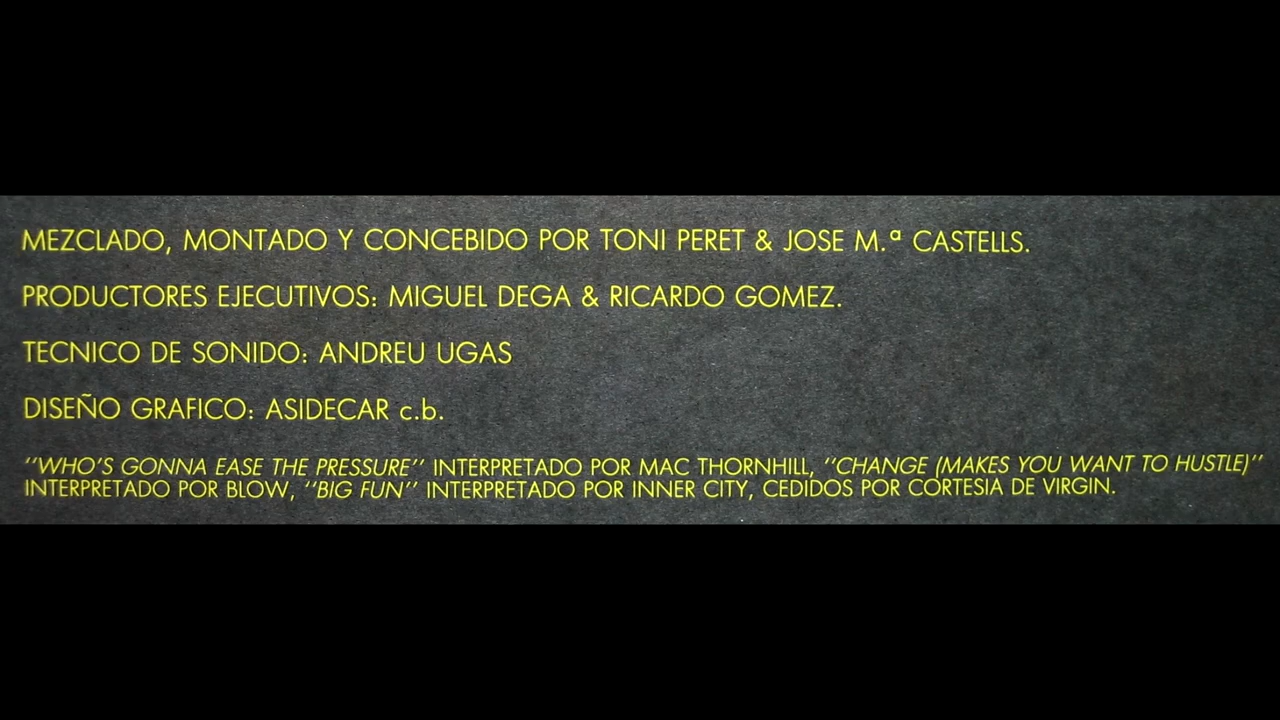 MEZCLADO, MONTADO Y CONCEBIDO POR TONI PERET & JOSE M.ª CASTELLS.
PRODUCTORES EJECUTIVOS: MIGUEL DEGA & RICARDO GOMEZ.
TECNICO DE SONIDO: ANDREU UGAS
DISEÑO GRAFICO: ASIDECAR c.b.
‘‘WHO’S GONNA EASE THE PRESSURE’’ INTERPRETADO POR MAC THORNHILL, ‘‘CHANGE (MAKES YOU WANT TO HUSTLE)’’
INTERPRETADO POR BLOW, ‘‘BIG FUN’’ INTERPRETADO POR INNER CITY, CEDIDOS POR CORTESIA DE VIRGIN.